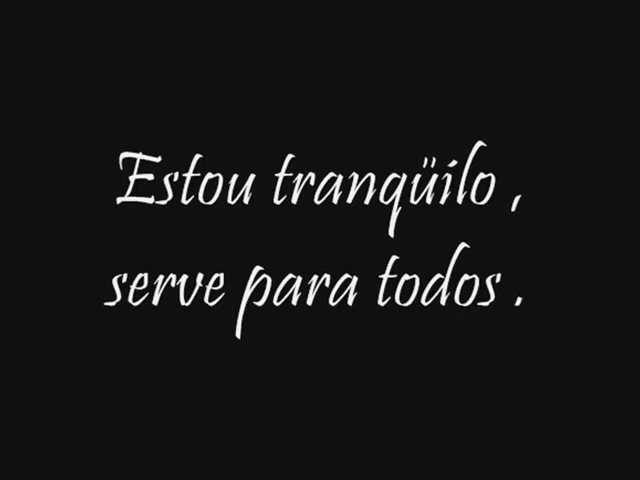 Estou tranqüilo ,
serve para todos .